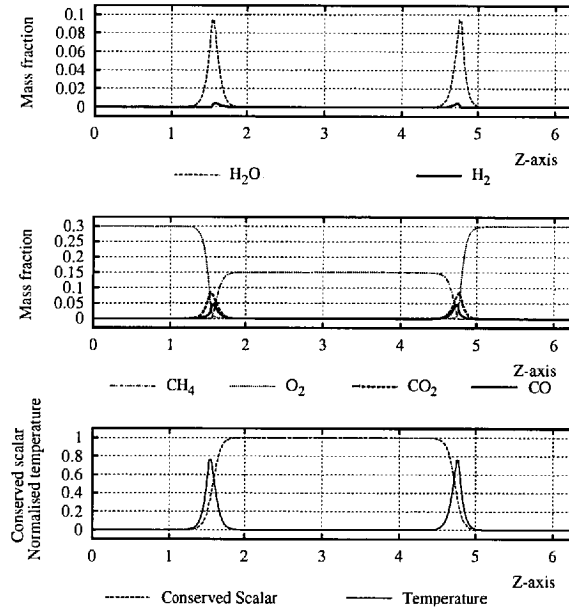 Mass fraction
0.1
0.08
0.06
0.04
0.02
0
0 1 2 3 4 5 6
Z-axis
H2O H2
Mass fraction
0.3
0.25
0.2
0.15
0.1
0.05
0
0 1 2 3 4 5 6
Z-axis
CH4 O2 CO2 CO
Conserved scalar
Normalised temperature
1
0.8
0.6
0.4
0.2
0
0 1 2 3 4 5 6
Z-axis
Conserved Scalar Temperature